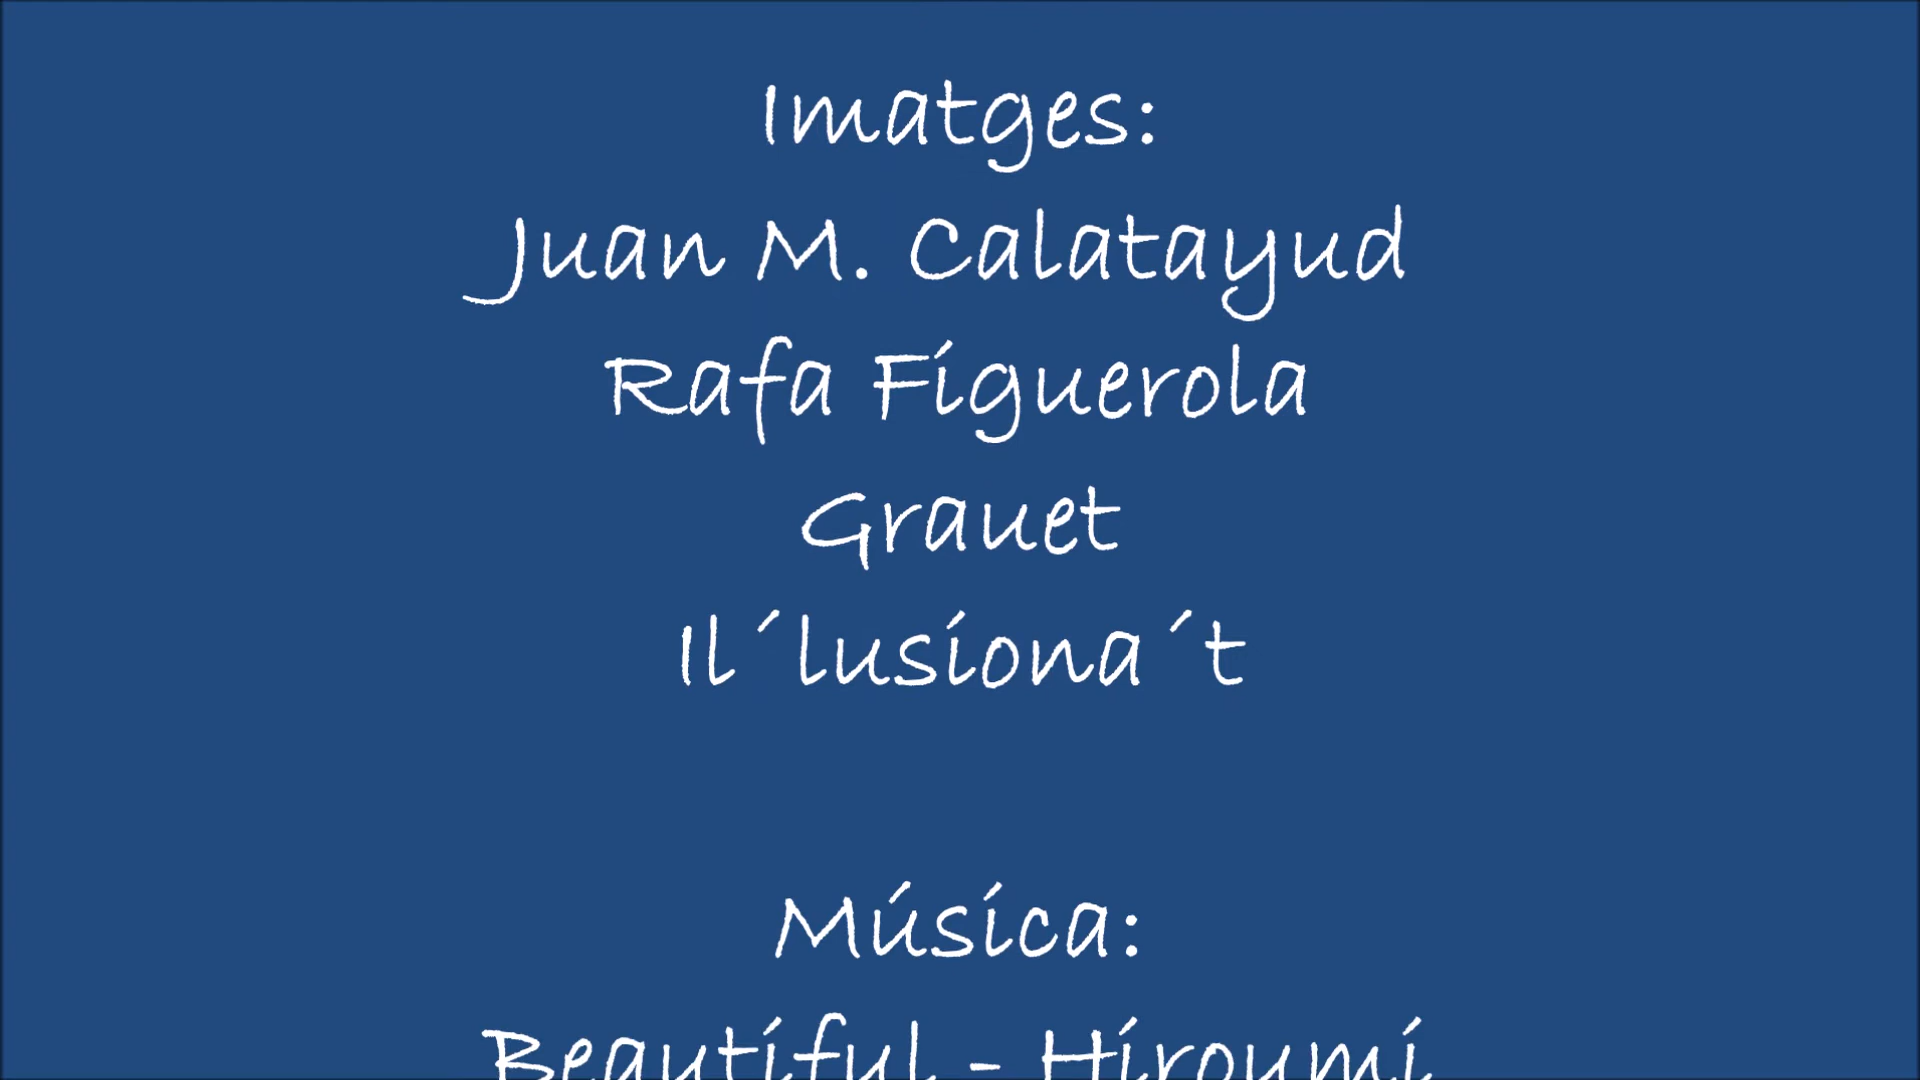 Imatges:
Juan M. Calatayud
Rafa Figuerola
Grauet
Il´lusiona´t
Música:
Beautiful - Hiroumi